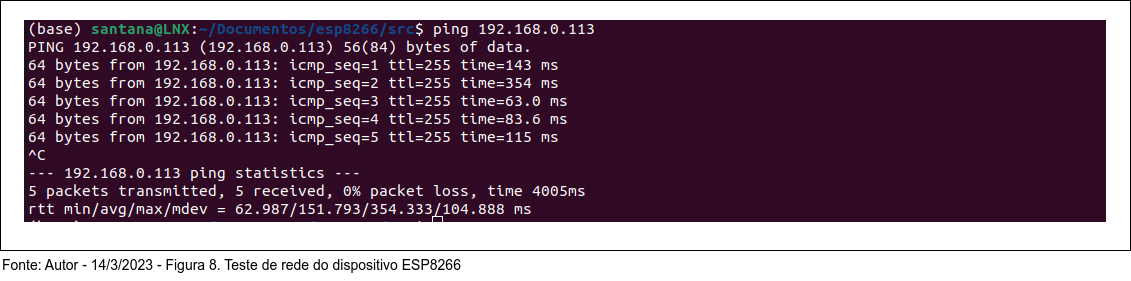 (base) santana@LNX:~/Documentos/esp8266/src$ ping 192.168.0.113
PING 192.168.0.113 (192.168.0.113) 56(84) bytes of data.
64 bytes from 192.168.0.113: icmp_seq=1 ttl=255 time=143 ms
64 bytes from 192.168.0.113: icmp_seq=2 ttl=255 time=354 ms
64 bytes from 192.168.0.113: icmp_seq=3 ttl=255 time=63.0 ms
64 bytes from 192.168.0.113: icmp_seq=4 ttl=255 time=83.6 ms
64 bytes from 192.168.0.113: icmp_seq=5 ttl=255 time=115 ms
^C
--- 192.168.0.113 ping statistics ---
5 packets transmitted, 5 received, 0% packet loss, time 4005ms
rtt min/avg/max/mdev = 62.987/151.793/354.333/104.888 ms
Fonte: Autor - 14/3/2023 - Figura 8. Teste de rede do dispositivo ESP8266